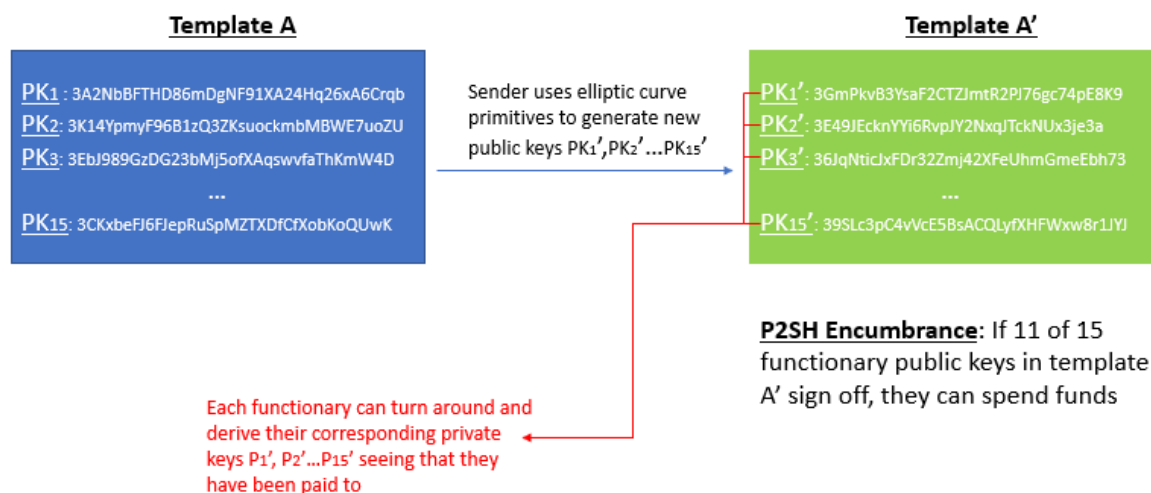 Template A
Template A’
PK1 : 3A2NbBFTHD86mDgNF91XA24Hq26xA6Crqb
PK2: 3K14YpmyF96B1zQ3ZKsuockmbMBWE7uoZU
PK3: 3EbJ989GzDG23bMj5ofXAqswvfaThKmW4D
...
PK15: 3CKxbeFJ6FJepRuSpMZTXDfCfXobKoQUwK
Sender uses elliptic curve
primitives to generate new
public keys PK1’,PK2’...PK15’
PK1’: 3GmPkvB3YsaF2CTZJmtR2PJ76gc74pE8K9
PK2’: 3E49JEcknYYi6RvpJY2NxqJTckNUx3je3a
PK3’: 36JqNticJxFDr32Zmj42XFeUhmGmeEbh73
...
PK15’: 39SLc3pC4vVcE5BsACQLyfXHFWxw8r1JYJ
P2SH Encumbrance: If 11 of 15
functionary public keys in template
A’ sign off, they can spend funds
Each functionary can turn around and
derive their corresponding private
keys P1’, P2’...P15’ seeing that they
have been paid to